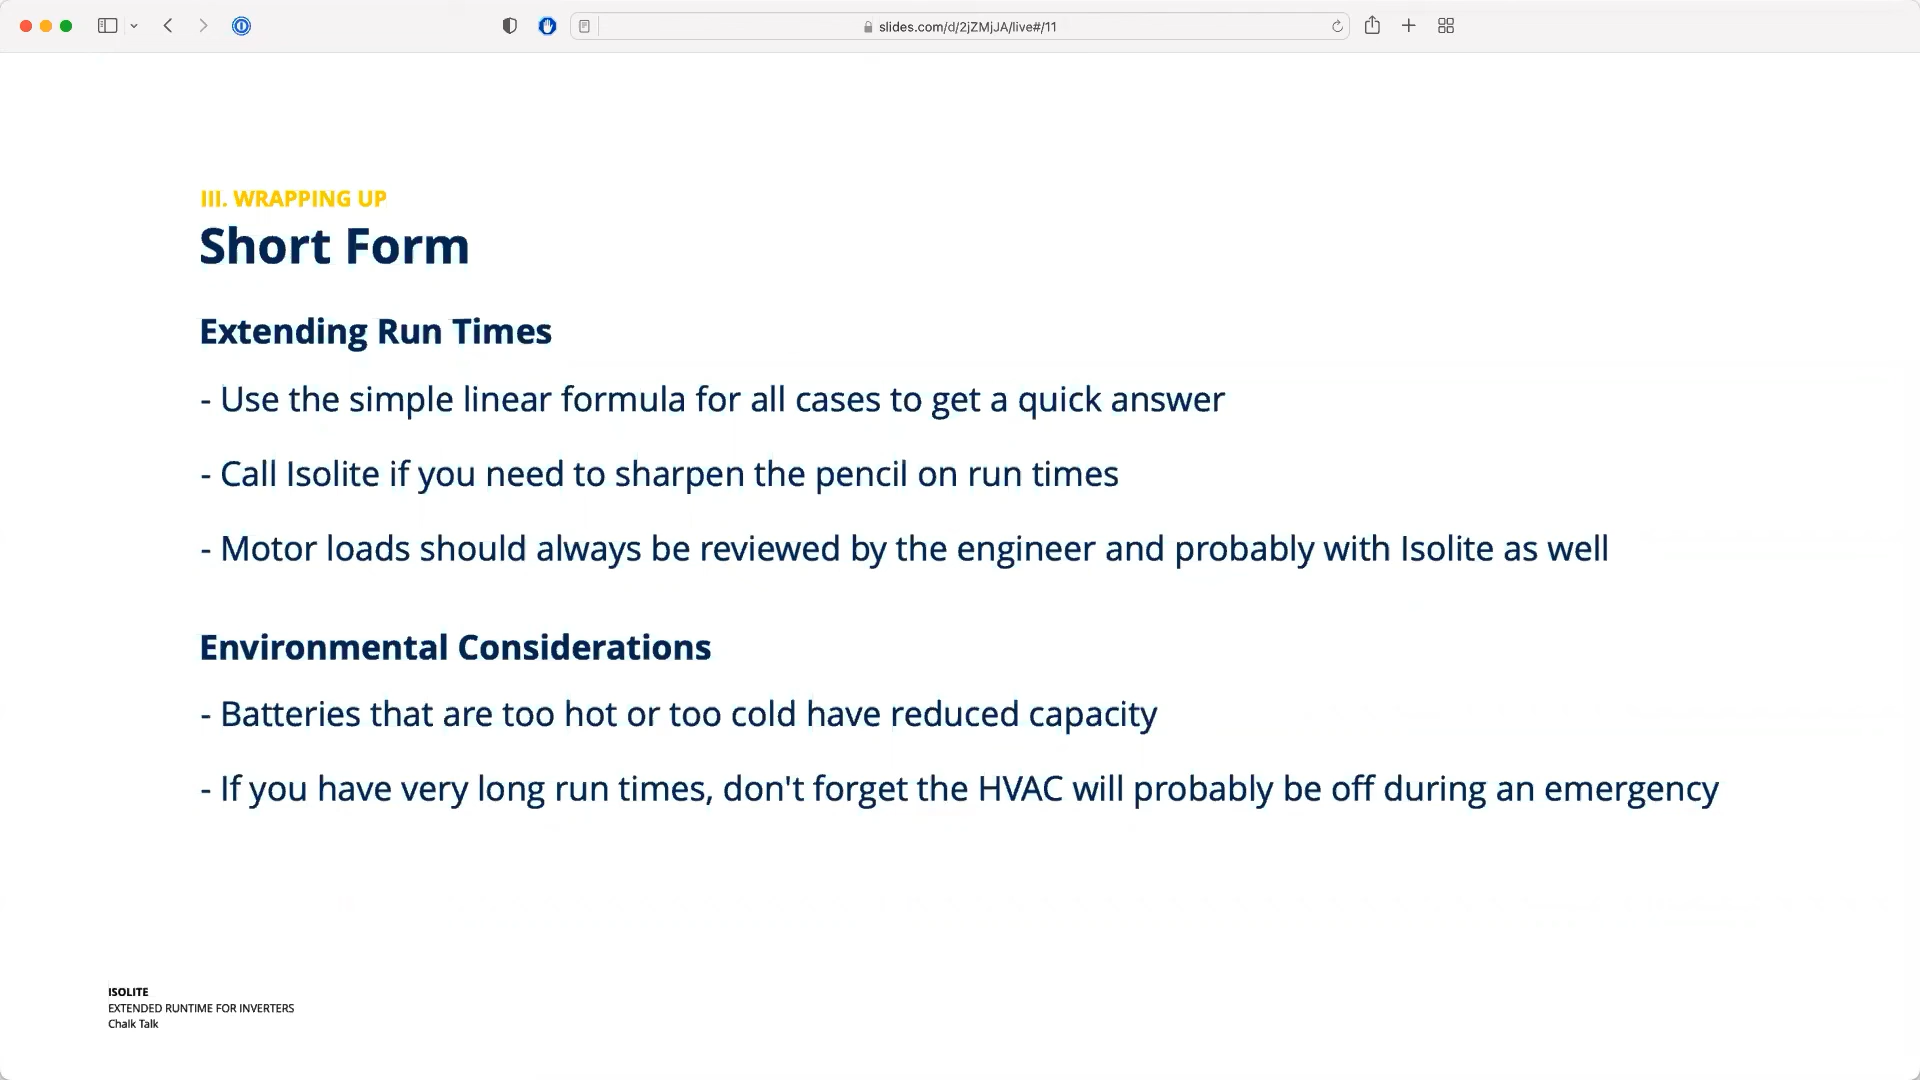 slides.com/d/2jZMjJA/live#/11
III. WRAPPING UP
Short Form
Extending Run Times
- Use the simple linear formula for all cases to get a quick answer
- Call Isolite if you need to sharpen the pencil on run times
- Motor loads should always be reviewed by the engineer and probably with Isolite as well
Environmental Considerations
- Batteries that are too hot or too cold have reduced capacity
- If you have very long run times, don't forget the HVAC will probably be off during an emergency
ISOLITE
EXTENDED RUNTIME FOR INVERTERS
Chalk Talk